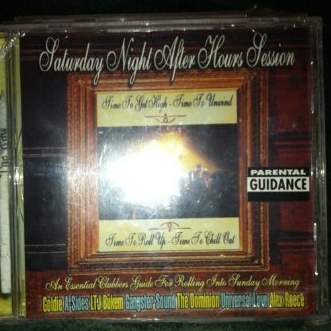 Saturday Night After Hours Session
Time To Get High - Time To Unwind
PARENTAL
GUIDANCE
Time To Roll Up - Time To Chill Out
An Essential Clubbers Guide For Rolling Into Sunday Morning
Goldie A-Sides LTJ Bukem Gangster Sound The Dominion Universal Love Alex Reece